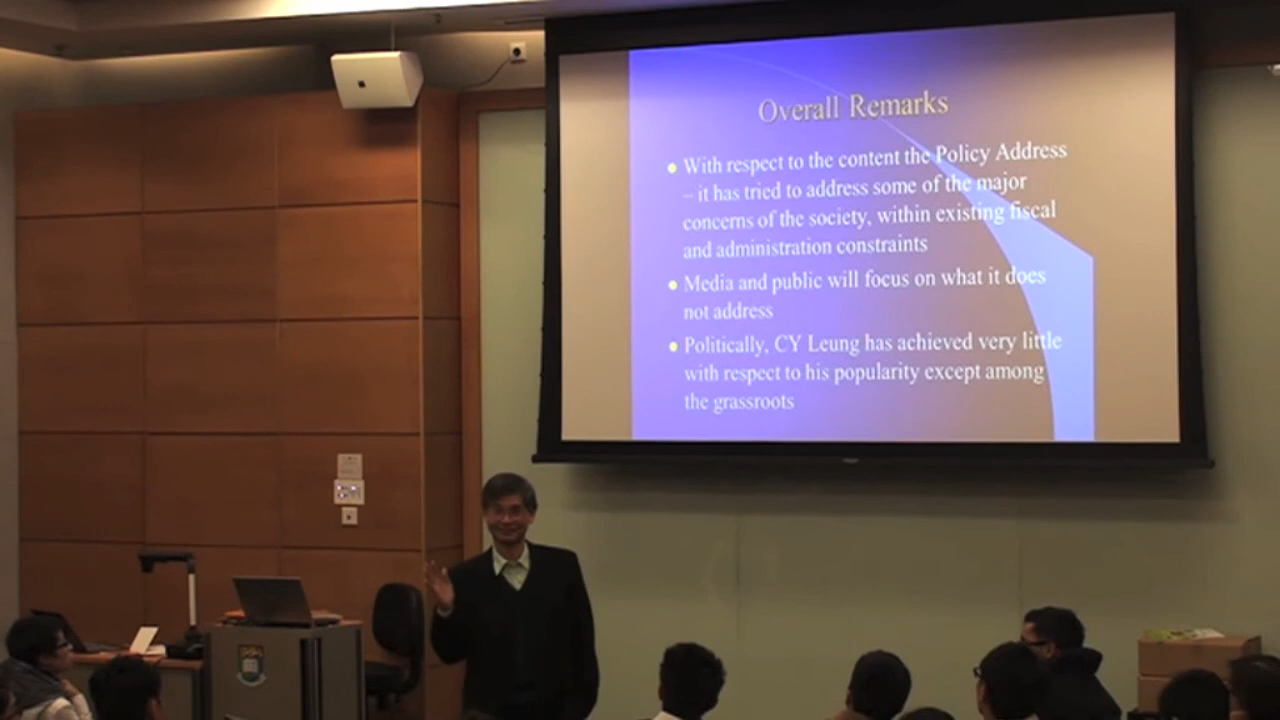 Overall Remarks
With respect to the content the Policy Address
– it has tried to address some of the major
concerns of the society, within existing fiscal
and administration constraints
Media and public will focus on what it does
not address
Politically, CY Leung has achieved very little
with respect to his popularity except among
the grassroots